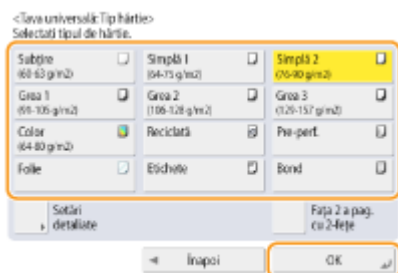 <Tava universală: Tip hârtie>
Selectați tipul de hârtie.
Subțire
(60-63 g/m2)
Simplă 1
(64-75 g/m2)
Simplă 2
(76-90 g/m2)
Grea 1
(91-105 g/m2)
Grea 2
(106-128 g/m2)
Grea 3
(129-157 g/m2)
Color
(64-80 g/m2)
Reciclată
Pre-perf.
Folie
Etichete
Bond
Setări
detaliate
Fața 2 a pag.
cu 2-fețe
Înapoi
OK